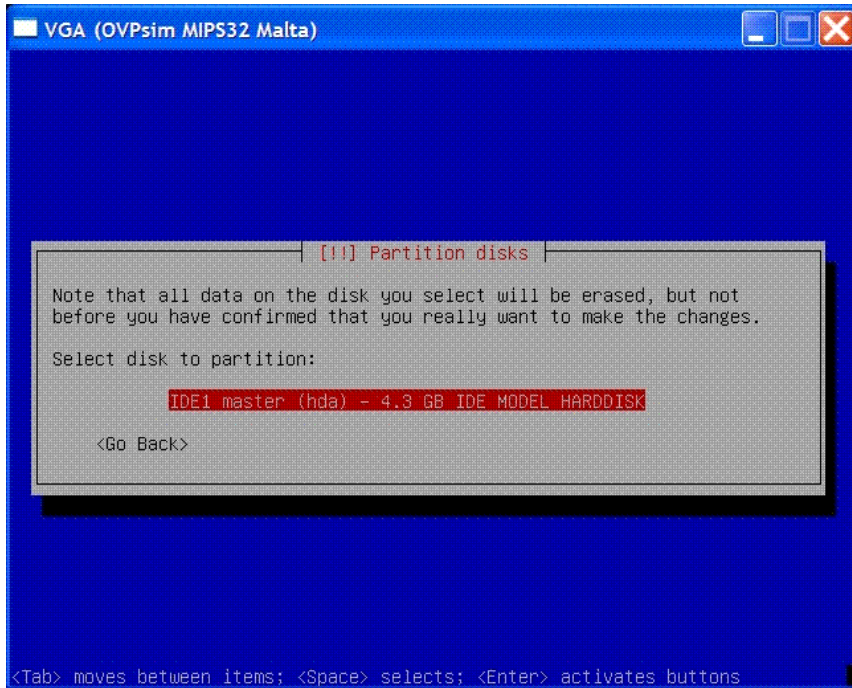 VGA (OVPsim MIPS32 Malta)
[!!] Partition disks
Note that all data on the disk you select will be erased, but not
before you have confirmed that you really want to make the changes.
Select disk to partition:
IDE1 master (hda) - 4.3 GB IDE MODEL HARDDISK
<Go Back>
<Tab> moves between items; <Space> selects; <Enter> activates buttons